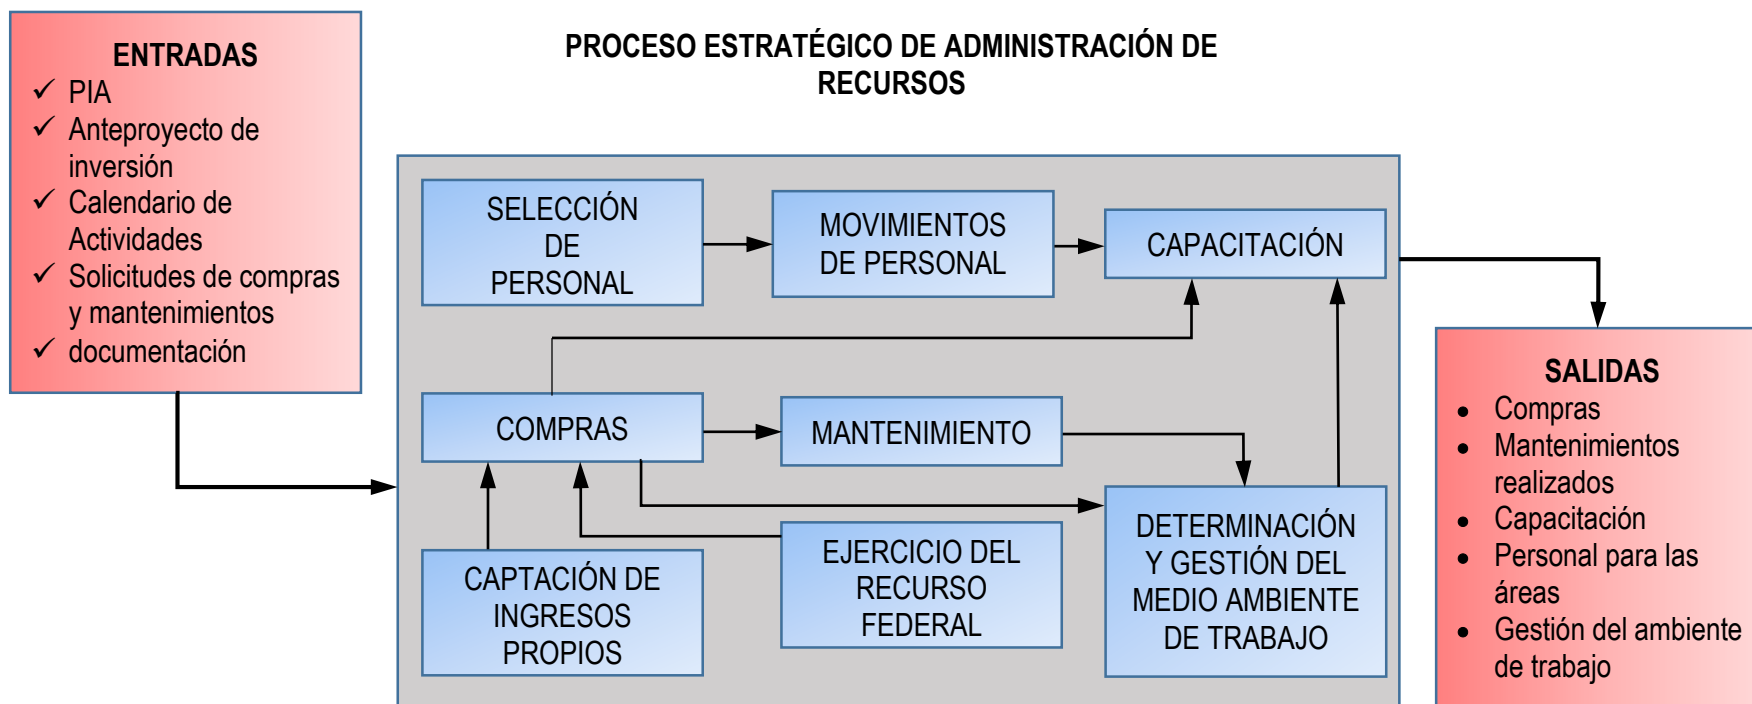 PROCESO ESTRATÉGICO DE ADMINISTRACIÓN DE
RECURSOS
ENTRADAS
✓ PIA
✓ Anteproyecto de
inversión
✓ Calendario de
Actividades
✓ Solicitudes de compras
y mantenimientos
✓ documentación
SELECCIÓN
DE
PERSONAL
MOVIMIENTOS
DE PERSONAL
CAPACITACIÓN
COMPRAS
MANTENIMIENTO
CAPTACIÓN DE
INGRESOS
PROPIOS
EJERCICIO DEL
RECURSO
FEDERAL
DETERMINACIÓN
Y GESTIÓN DEL
MEDIO AMBIENTE
DE TRABAJO
SALIDAS
• Compras
• Mantenimientos
realizados
• Capacitación
• Personal para las
áreas
• Gestión del ambiente
de trabajo